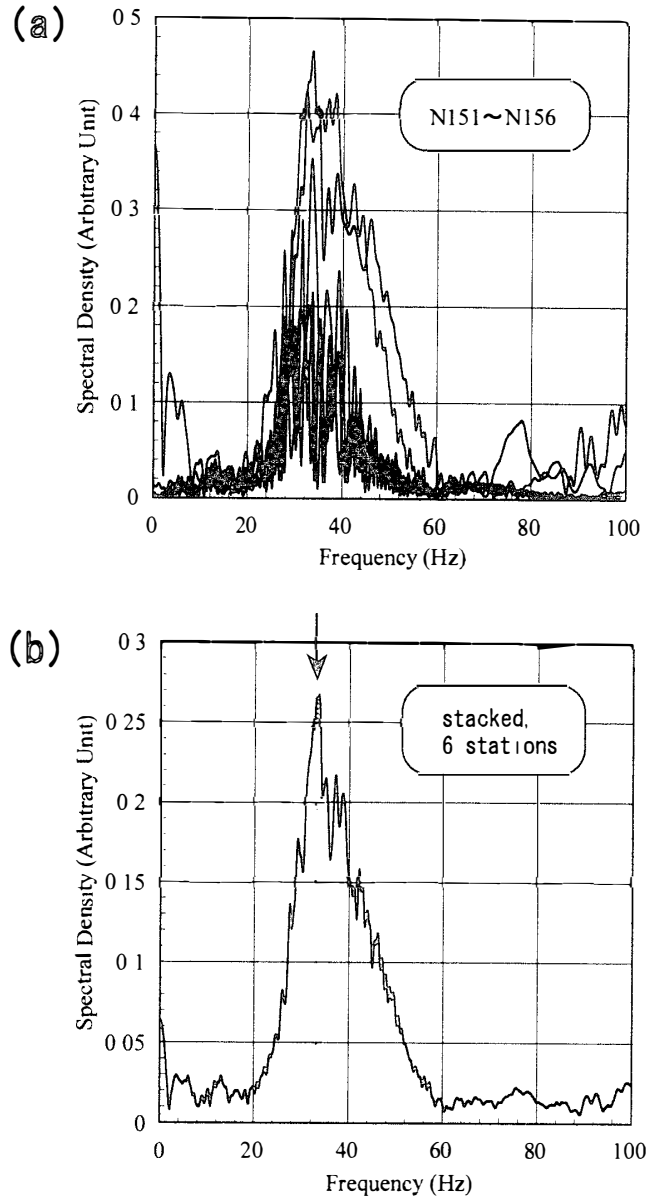 (a)
0 5
0.4
0 3
0 2
0 1
0
Spectral Density (Arbitrary Unit)
N151~N156
0 20 40 60 80 100
Frequency (Hz)
(b)
0 3
0.25
0 2
0 15
0 1
0 05
0
Spectral Density (Arbitrary Unit)
stacked,
6 stations
0 20 40 60 80 100
Frequency (Hz)